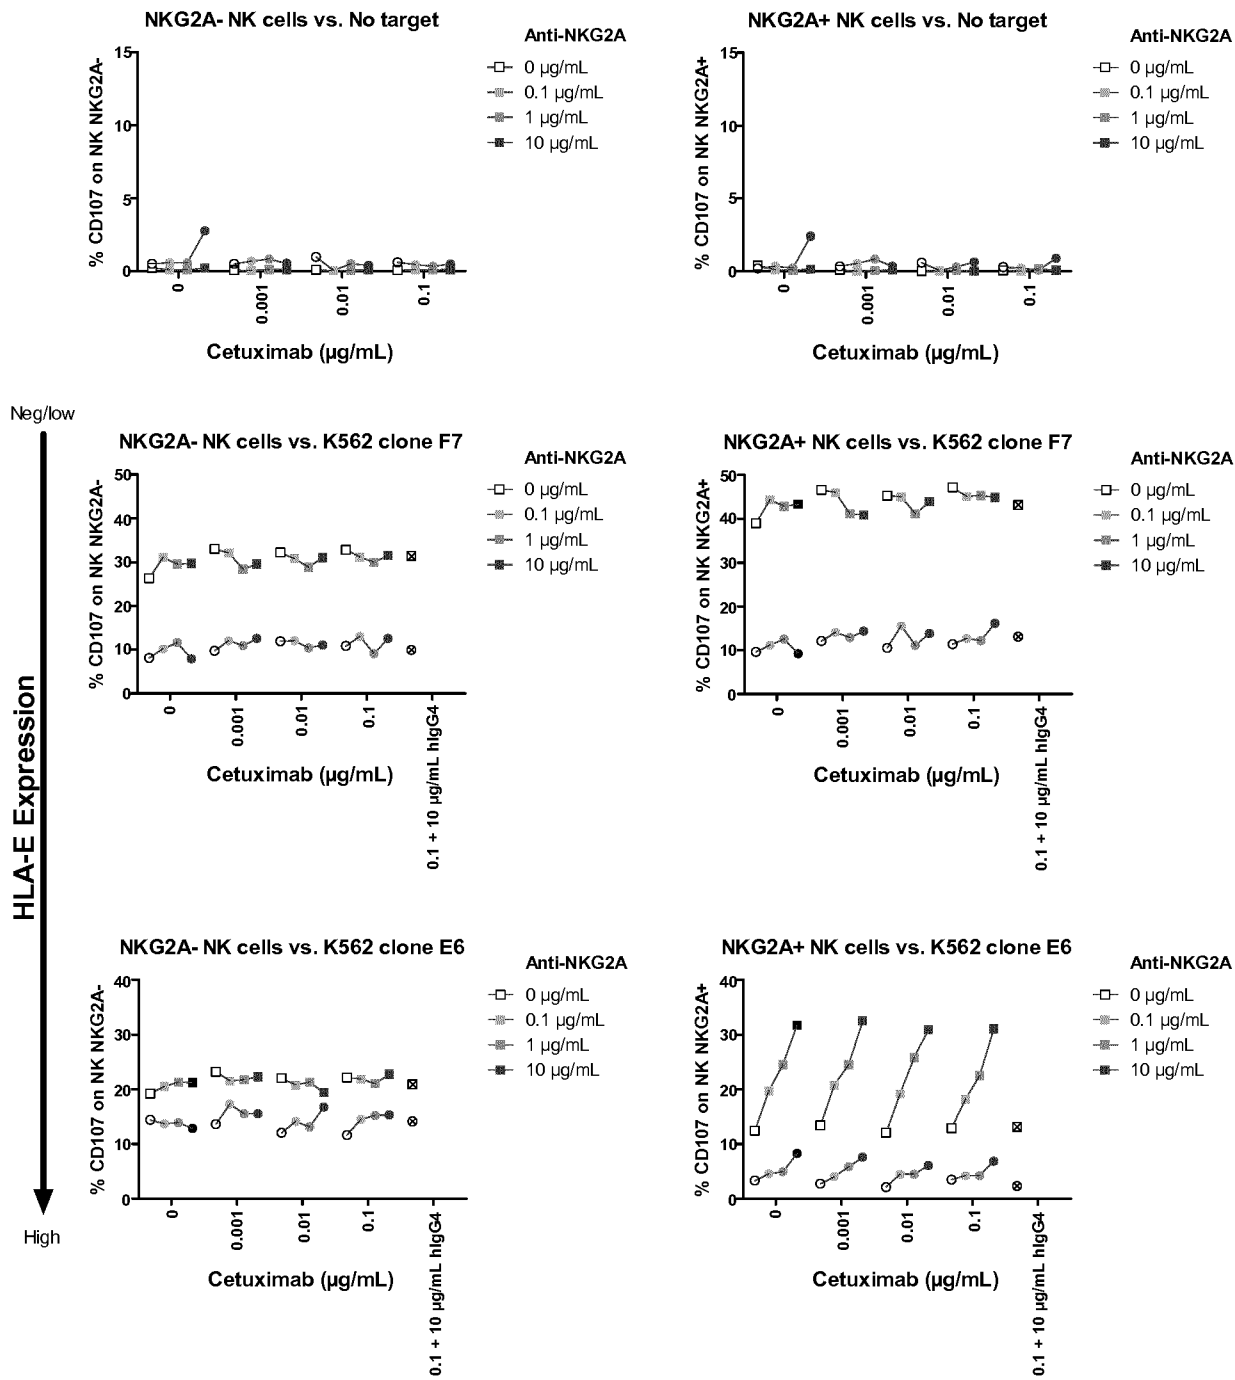 NKG2A- NK cells vs. No target
% CD107 on NK NKG2A-
15
10
5
0
0
0.001
0.01
0.1
Cetuximab (µg/mL)
Anti-NKG2A
0 µg/mL
0.1 µg/mL
1 µg/mL
10 µg/mL
NKG2A+ NK cells vs. No target
% CD107 on NK NKG2A+
15
10
5
0
0
0.001
0.01
0.1
Cetuximab (µg/mL)
Anti-NKG2A
0 µg/mL
0.1 µg/mL
1 µg/mL
10 µg/mL
Neg/low
HLA-E Expression
High
NKG2A- NK cells vs. K562 clone F7
% CD107 on NK NKG2A-
50
40
30
20
10
0
0
0.001
0.01
0.1
0.1 + 10 µg/mL hIgG4
Cetuximab (µg/mL)
Anti-NKG2A
0 µg/mL
0.1 µg/mL
1 µg/mL
10 µg/mL
NKG2A+ NK cells vs. K562 clone F7
% CD107 on NK NKG2A+
50
40
30
20
10
0
0
0.001
0.01
0.1
0.1 + 10 µg/mL hIgG4
Cetuximab (µg/mL)
Anti-NKG2A
0 µg/mL
0.1 µg/mL
1 µg/mL
10 µg/mL
NKG2A- NK cells vs. K562 clone E6
% CD107 on NK NKG2A-
40
30
20
10
0
0
0.001
0.01
0.1
0.1 + 10 µg/mL hIgG4
Cetuximab (µg/mL)
Anti-NKG2A
0 µg/mL
0.1 µg/mL
1 µg/mL
10 µg/mL
NKG2A+ NK cells vs. K562 clone E6
% CD107 on NK NKG2A+
40
30
20
10
0
0
0.001
0.01
0.1
0.1 + 10 µg/mL hIgG4
Cetuximab (µg/mL)
Anti-NKG2A
0 µg/mL
0.1 µg/mL
1 µg/mL
10 µg/mL